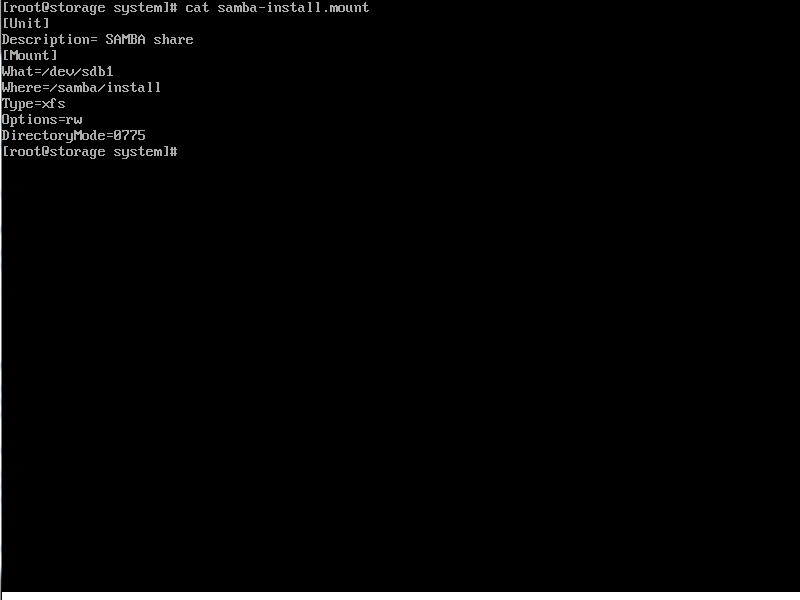 [root@storage system]# cat samba-install.mount
[Unit]
Description= SAMBA share
[Mount]
What=/dev/sdb1
Where=/samba/install
Type=xfs
Options=rw
DirectoryMode=0775
[root@storage system]#